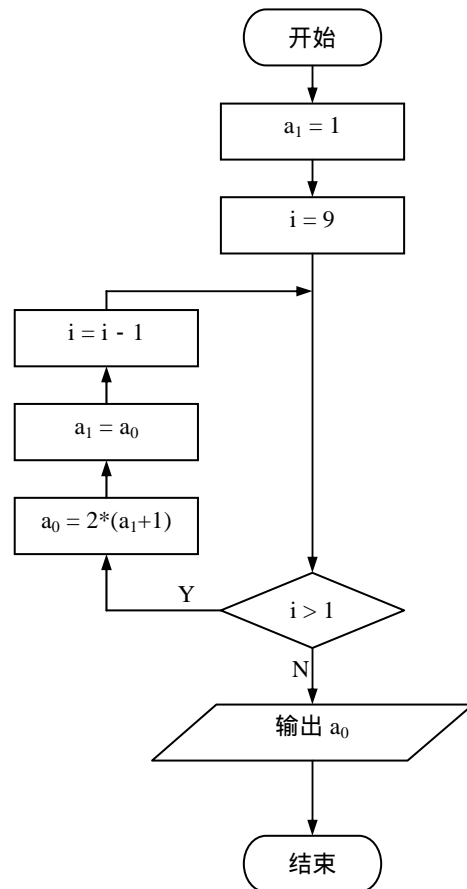 开始
a₁ = 1
i = 9
i = i - 1
a₁ = a₀
a₀ = 2*(a₁+1)
Y
i > 1
N
输出 a₀
结束